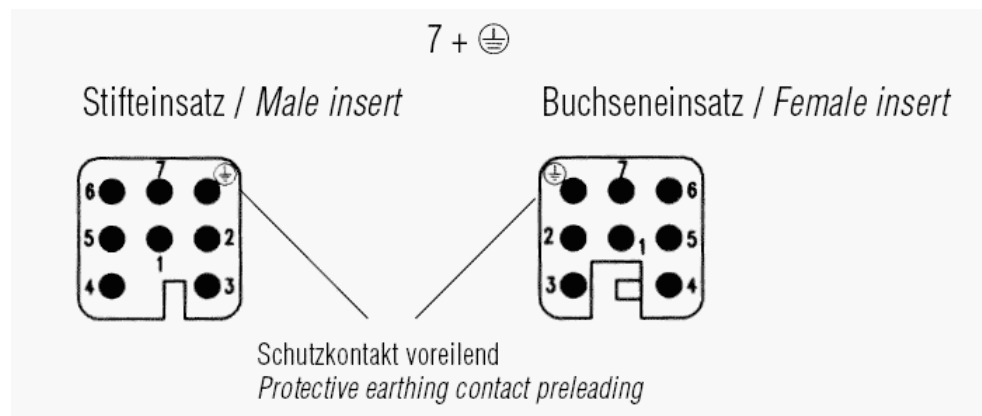 7 + ⏚
Stifteinsatz / Male insert
Buchseneinsatz / Female insert
7 ⏚
6
5 2
1
4 3
⏚ 7
6
2 1 5
3 4
Schutzkontakt voreilend
Protective earthing contact preleading